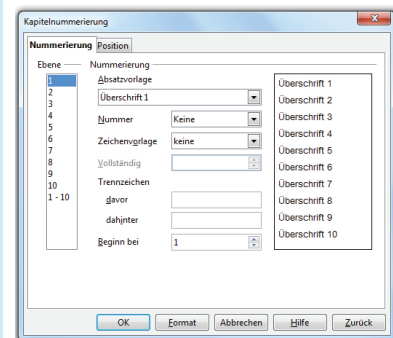 Kapitelnummerierung
Nummerierung Position
Ebene
1
2
3
4
5
6
7
8
9
10
1 - 10
Nummerierung
Absatzvorlage
Überschrift 1
Nummer Keine
Zeichenvorlage keine
Vollständig
Trennzeichen
davor
dahinter
Beginn bei 1
Überschrift 1
Überschrift 2
Überschrift 3
Überschrift 4
Überschrift 5
Überschrift 6
Überschrift 7
Überschrift 8
Überschrift 9
Überschrift 10
OK Format Abbrechen Hilfe Zurück